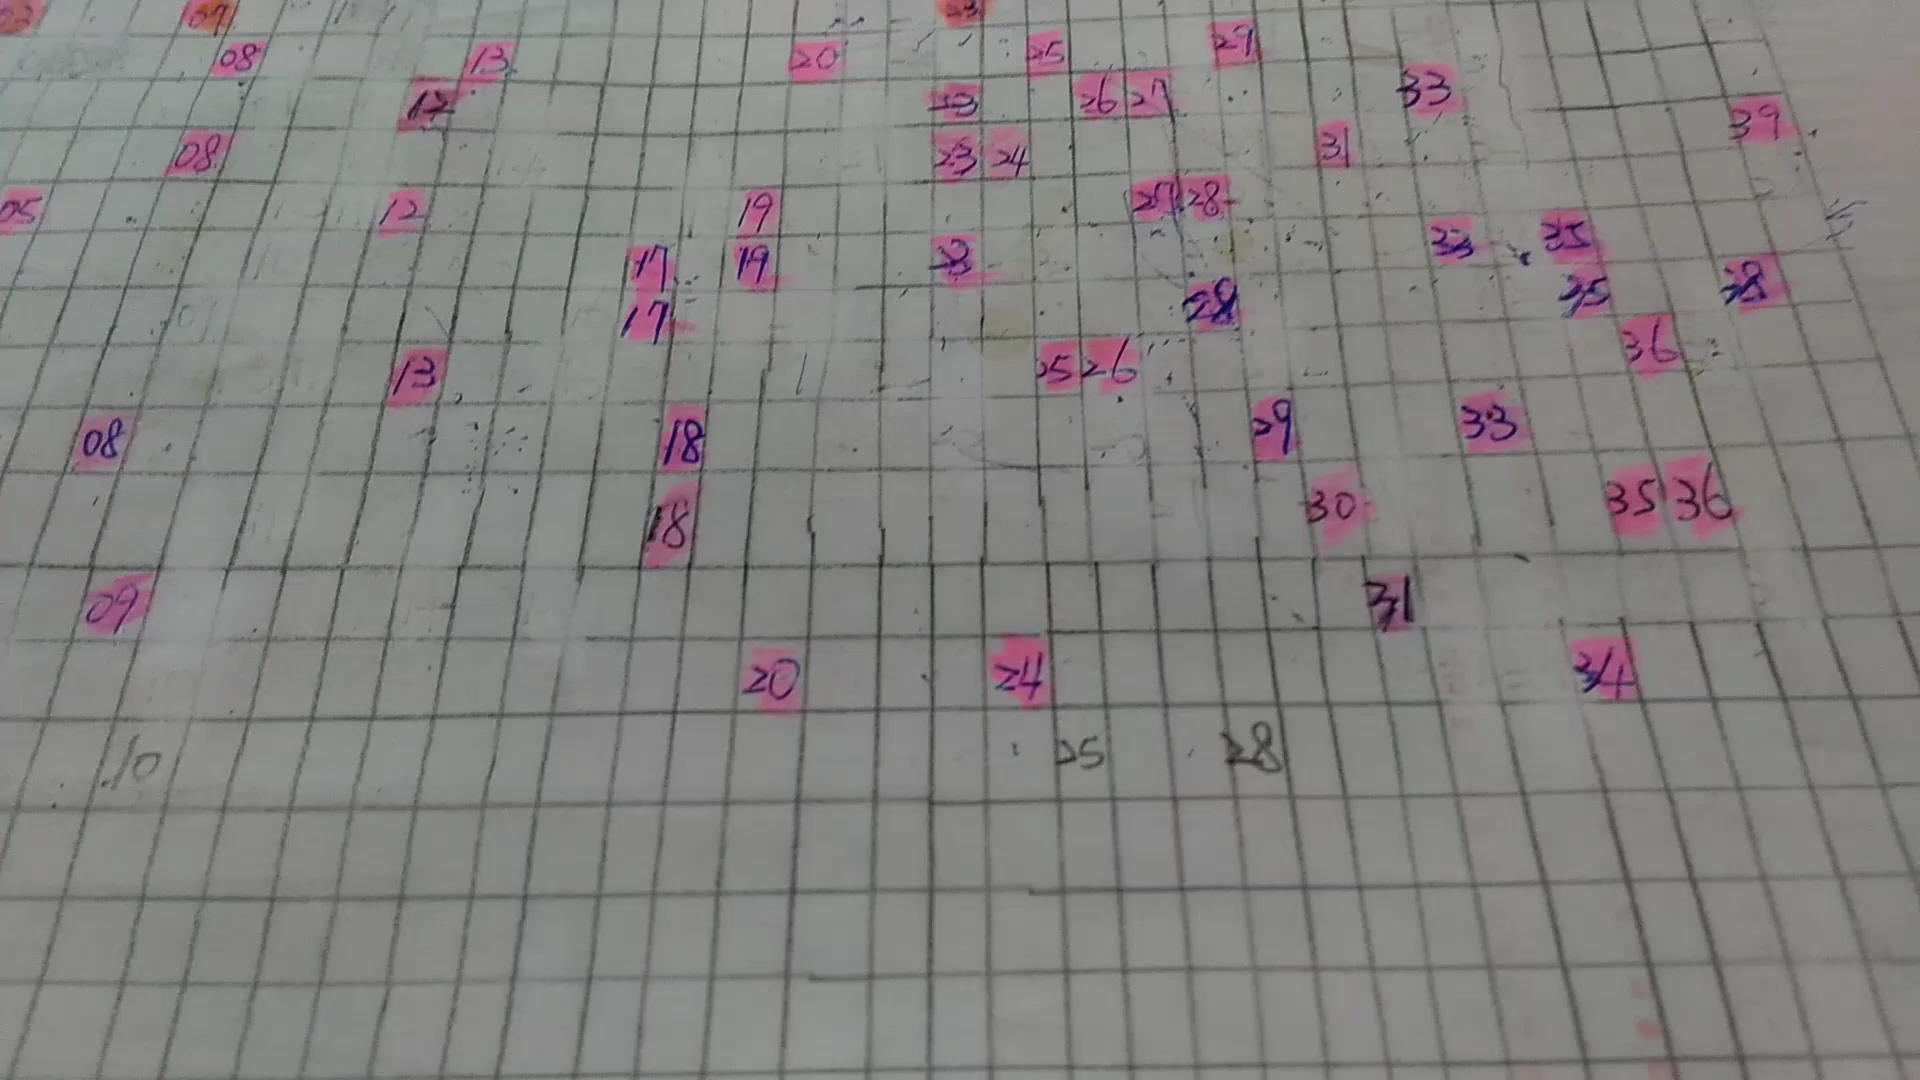 07 23
08 13 20 25 29
12 23 26 27 33
08 23 24 31 39
05 12 19 27 28
17 19 23 33 35
17 28 35 38
13 25 26 36
08 18 29 33
18 30 35 36
09 31
20 24 34
10 25 28